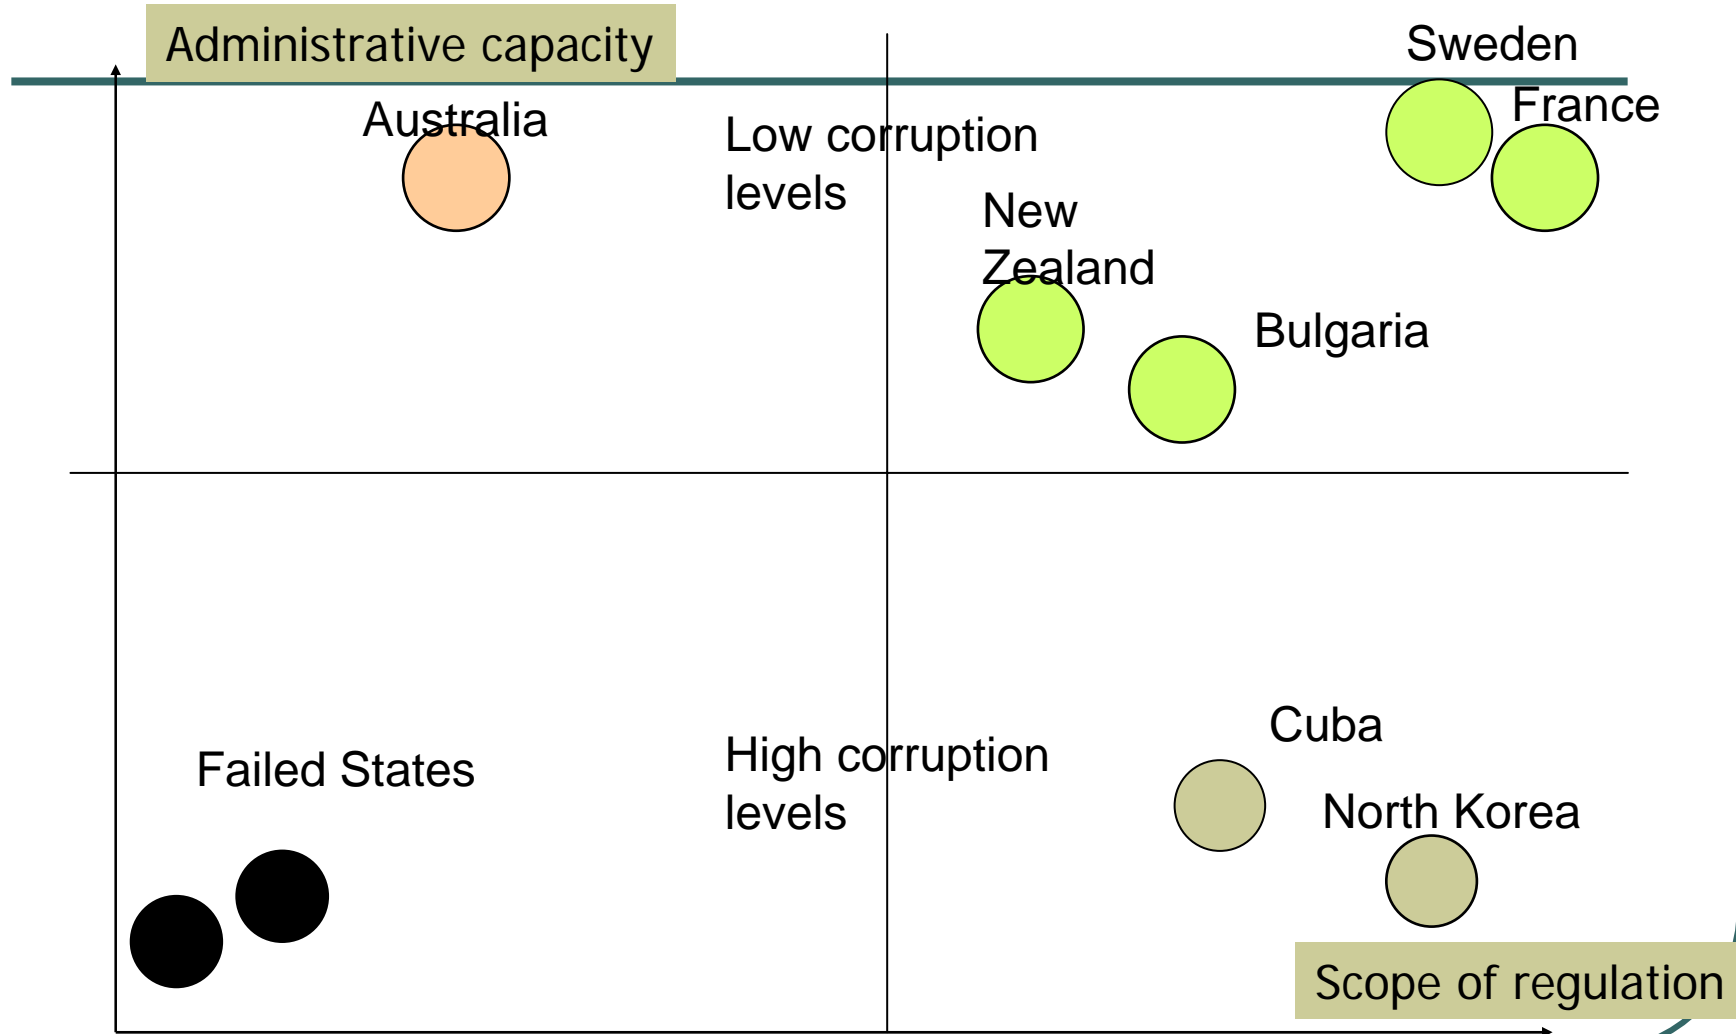 Administrative capacity
Sweden
France
Australia
Low corruption
levels
New
Zealand
Bulgaria
Cuba
Failed States
High corruption
levels
North Korea
Scope of regulation